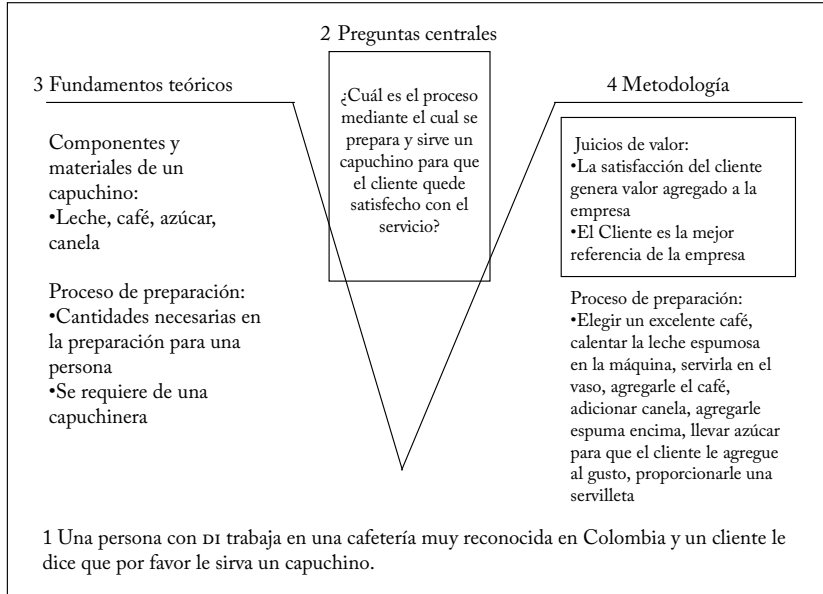 2 Preguntas centrales
¿Cuál es el proceso
mediante el cual se
prepara y sirve un
capuchino para que
el cliente quede
satisfecho con el
servicio?
3 Fundamentos teóricos
Componentes y
materiales de un
capuchino:
•Leche, café, azúcar,
canela
Proceso de preparación:
•Cantidades necesarias en
la preparación para una
persona
•Se requiere de una
capuchinera
4 Metodología
Juicios de valor:
•La satisfacción del cliente
genera valor agregado a la
empresa
•El Cliente es la mejor
referencia de la empresa
Proceso de preparación:
•Elegir un excelente café,
calentar la leche espumosa
en la máquina, servirla en el
vaso, agregarle el café,
adicionar canela, agregarle
espuma encima, llevar azúcar
para que el cliente le agregue
al gusto, proporcionarle una
servilleta
1 Una persona con DI trabaja en una cafetería muy reconocida en Colombia y un cliente le
dice que por favor le sirva un capuchino.